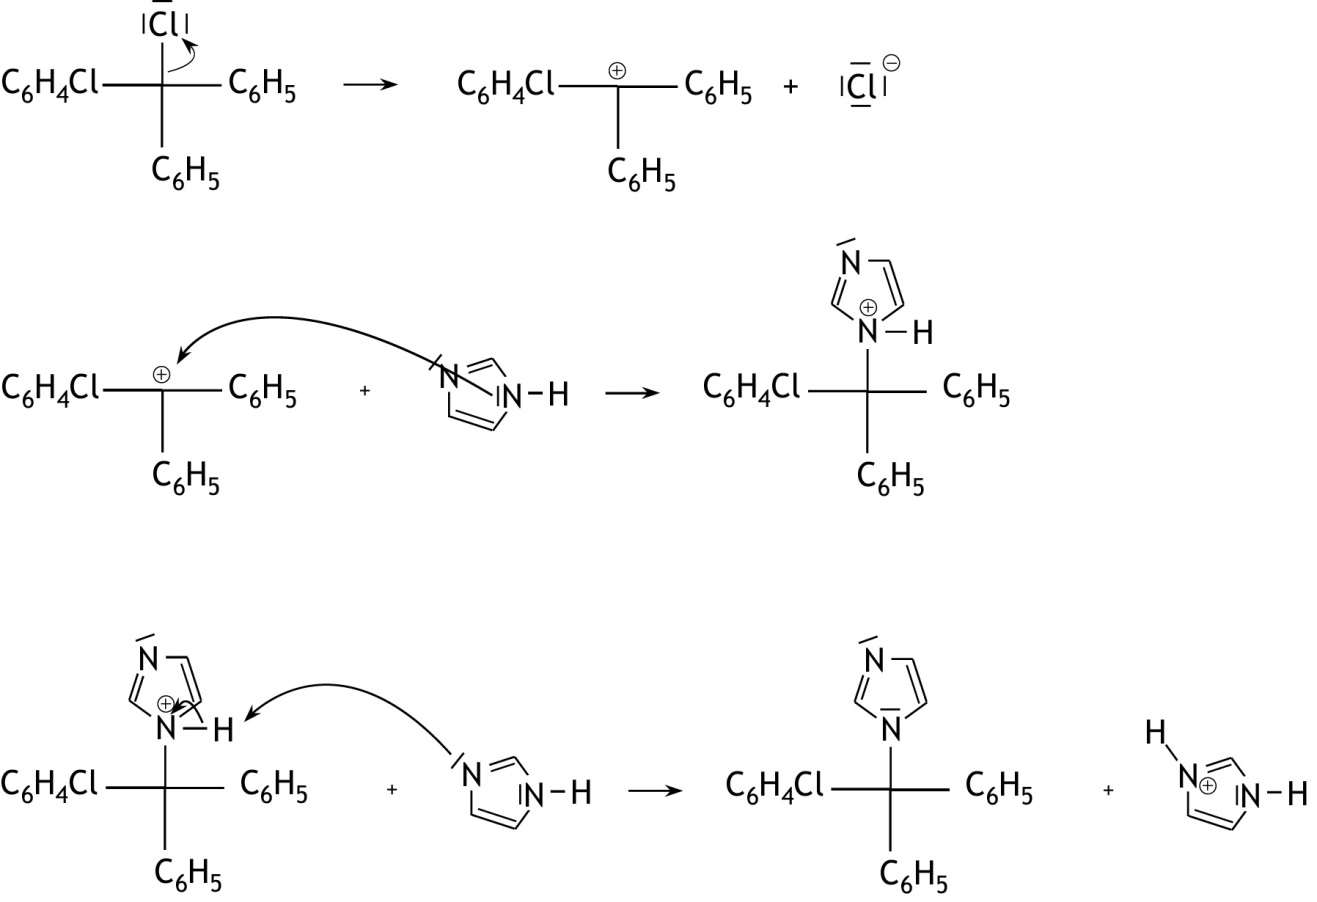 Cl
C₆H₄Cl C₆H₅ C₆H₄Cl ⊕ C₆H₅ + Cl⊖
C₆H₅ C₆H₅
N
⊕
N H
C₆H₄Cl ⊕ C₆H₅ + N N H C₆H₄Cl C₆H₅
C₆H₅ C₆H₅
N N
⊕
N H N H
C₆H₄Cl C₆H₅ + N N H C₆H₄Cl N C₆H₅ + N ⊕ N H
C₆H₅ C₆H₅